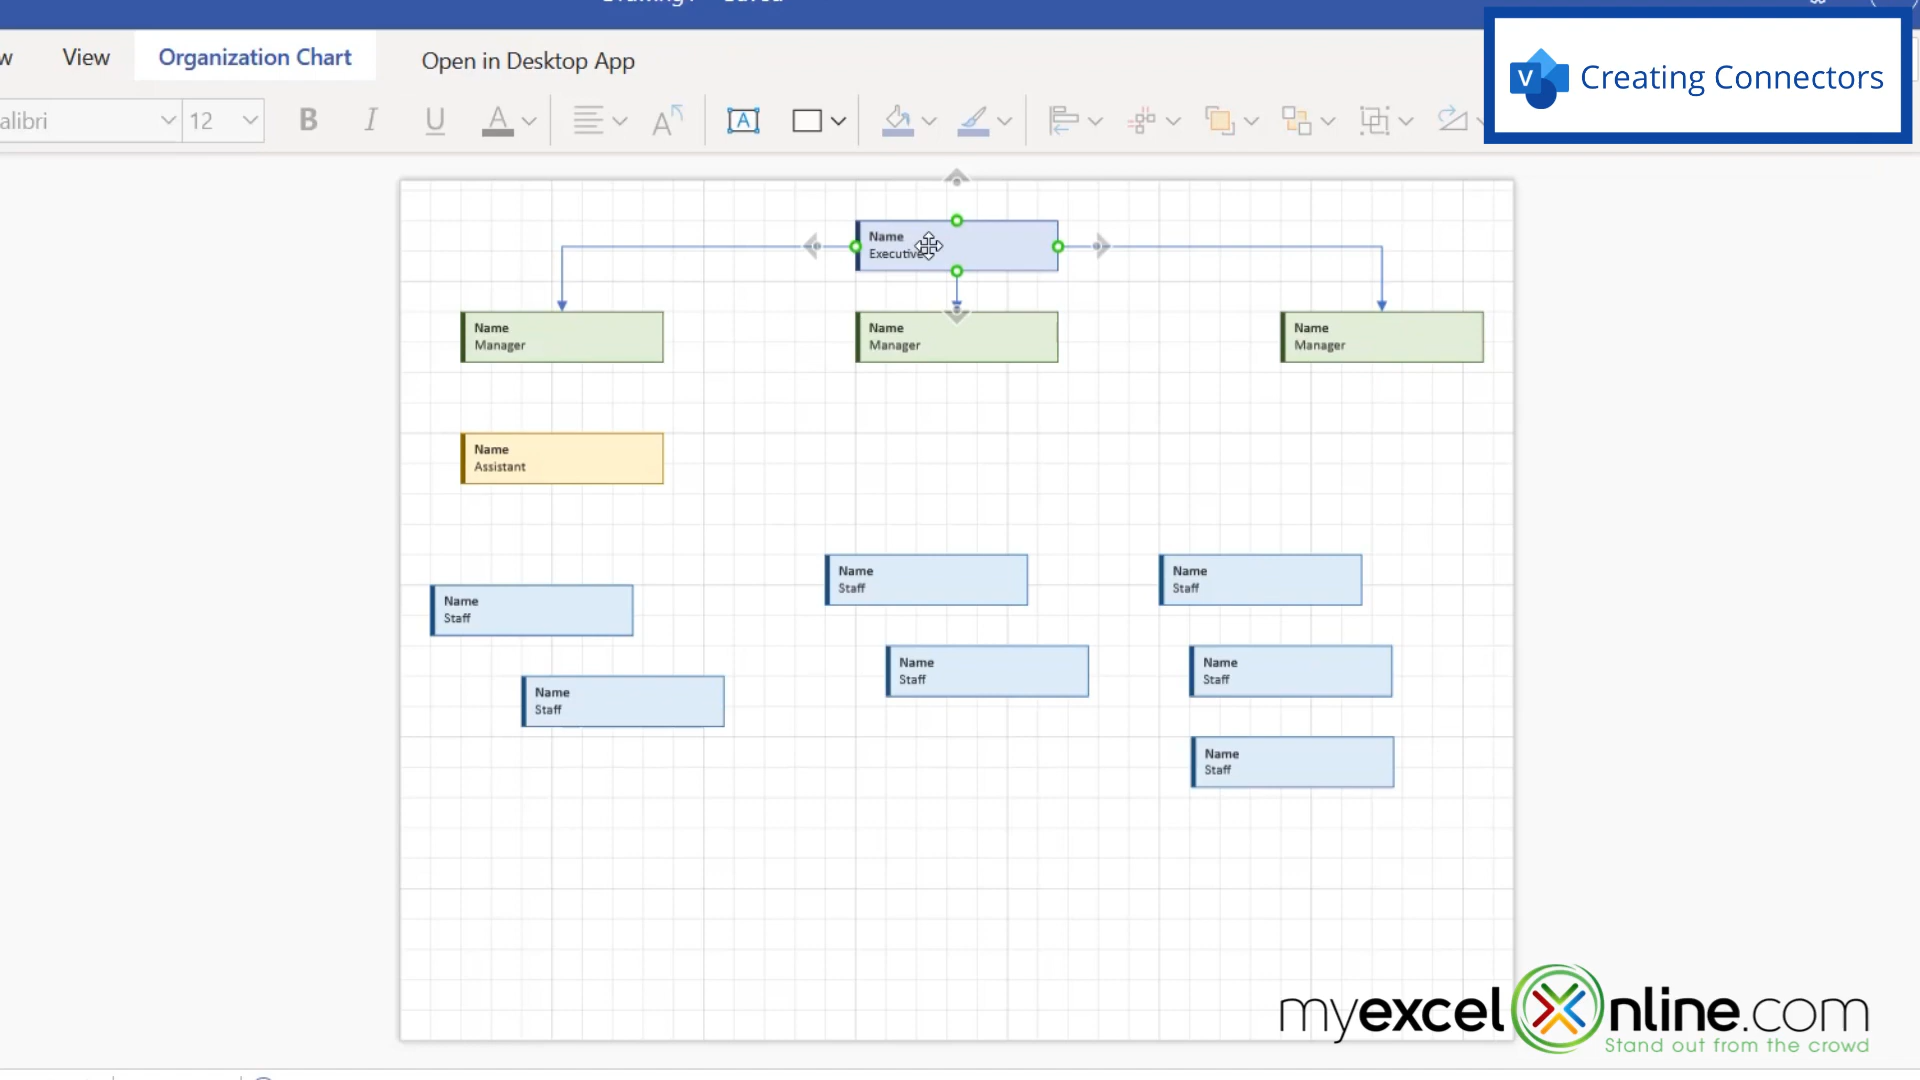 View
Organization Chart
Open in Desktop App
V
Creating Connectors
alibri
12
B
I
U
A
A
A
Name
Executive
Name
Manager
Name
Manager
Name
Manager
Name
Assistant
Name
Staff
Name
Staff
Name
Staff
Name
Staff
Name
Staff
Name
Staff
Name
Staff
myexcelonline.com
Stand out from the crowd